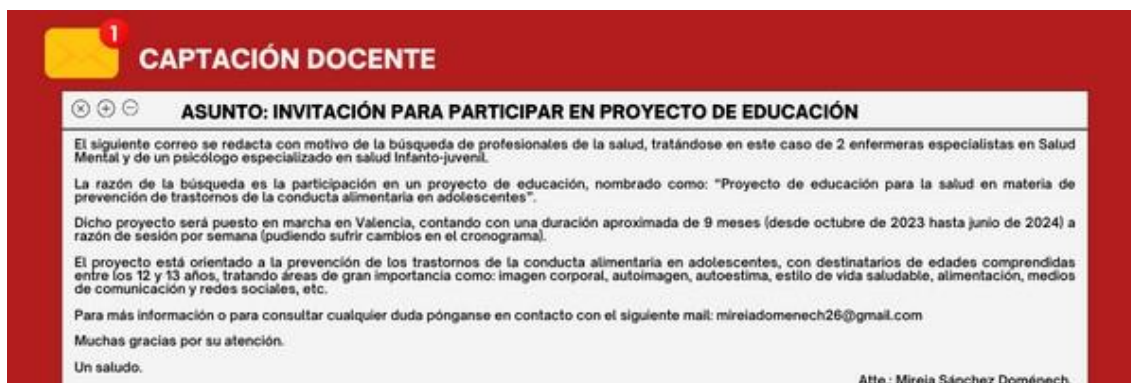 1
CAPTACIÓN DOCENTE
ASUNTO: INVITACIÓN PARA PARTICIPAR EN PROYECTO DE EDUCACIÓN
El siguiente correo se redacta con motivo de la búsqueda de profesionales de la salud, tratándose en este caso de 2 enfermeras especialistas en Salud
Mental y de un psicólogo especializado en salud Infanto-juvenil.
La razón de la búsqueda es la participación en un proyecto de educación, nombrado como: "Proyecto de educación para la salud en materia de
prevención de trastornos de la conducta alimentaria en adolescentes".
Dicho proyecto será puesto en marcha en Valencia, contando con una duración aproximada de 9 meses (desde octubre de 2023 hasta junio de 2024) a
razón de sesión por semana (pudiendo sufrir cambios en el cronograma).
El proyecto está orientado a la prevención de los trastornos de la conducta alimentaria en adolescentes, con destinatarios de edades comprendidas
entre los 12 y 13 años, tratando áreas de gran importancia como: imagen corporal, autoimagen, autoestima, estilo de vida saludable, alimentación, medios
de comunicación y redes sociales, etc.
Para más información o para consultar cualquier duda pónganse en contacto con el siguiente mail: mireiadomenech26@gmail.com
Muchas gracias por su atención.
Un saludo.
Atte.: Mireia Sánchez Doménech.